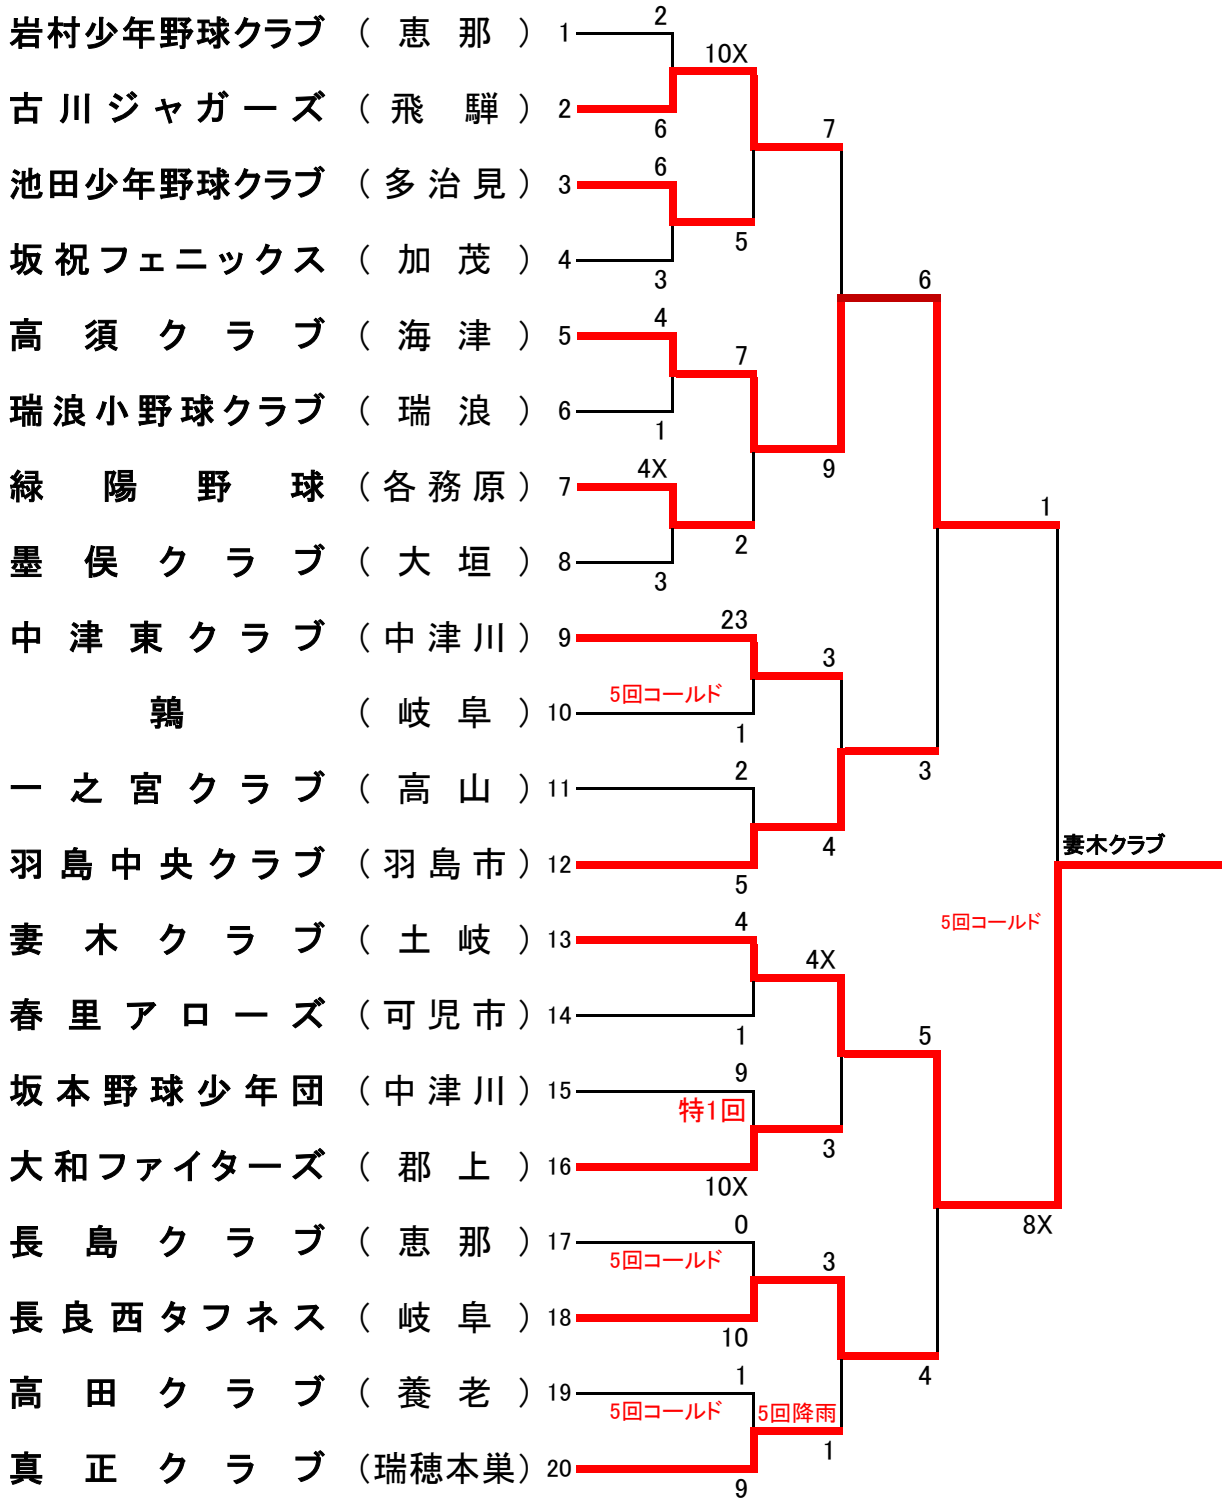 岩村少年野球クラブ (恵那) 1 2
10X
古川ジャガーズ (飛騨) 2 6
7
池田少年野球クラブ (多治見) 3 6
5
坂祝フェニックス (加茂) 4 3
6
高須クラブ (海津) 5 4
7
瑞浪小野球クラブ (瑞浪) 6 1
9
緑陽野球 (各務原) 7 4X
1
2
墨俣クラブ (大垣) 8 3
中津東クラブ (中津川) 9 23
3
5回コールド
鶉 (岐阜) 10 1
3
一之宮クラブ (高山) 11 2
4
妻木クラブ
羽島中央クラブ (羽島市) 12 5
5回コールド
妻木クラブ (土岐) 13 4
4X
春里アローズ (可児市) 14 1
5
坂本野球少年団 (中津川) 15 9
特1回
3
大和ファイターズ (郡上) 16 10X
8X
長島クラブ (恵那) 17 0
5回コールド
3
長良西タフネス (岐阜) 18 10
4
高田クラブ (養老) 19 1
5回コールド
5回降雨
1
真正クラブ (瑞穂本巣) 20 9